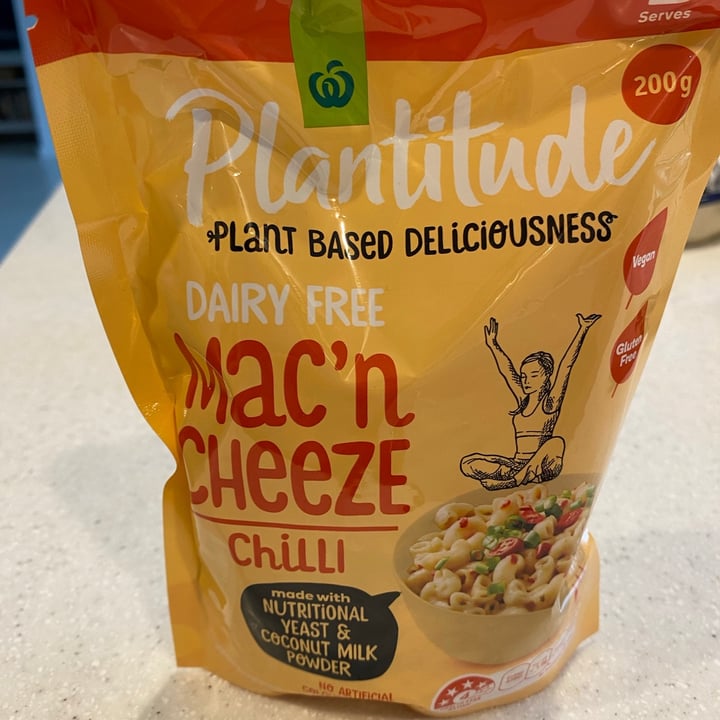 Serves
200g
Plantitude
PLANT BASED DELICIOUSNESS
Vegan
DAIRY FREE
Mac'n
CHEEZE
Gluten
Free
CHILLI
made with
NUTRITIONAL
YEAST &
COCONUT MILK
POWDER
NO ARTIFICIAL